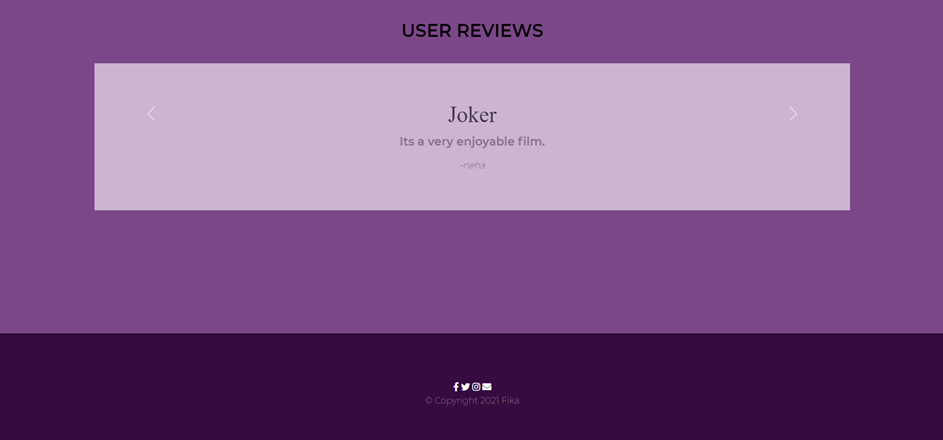 USER REVIEWS
Joker
Its a very enjoyable film.
-neha
© Copyright 2021 Fika